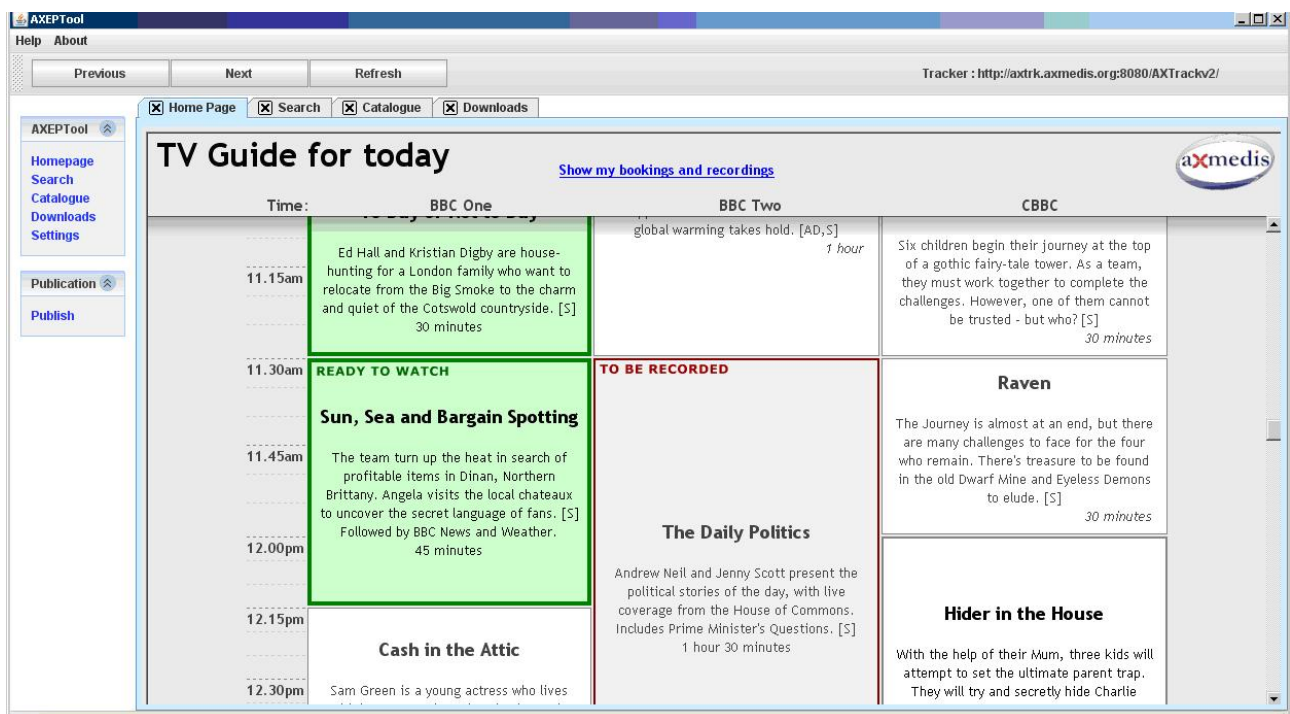 AXEPTool
Help About
Previous Next Refresh
Tracker : http://axtrk.axmedis.org:8080/AXTrackv2/
Home Page Search Catalogue Downloads
AXEPTool
Homepage
Search
Catalogue
Downloads
Settings
Publication
Publish
TV Guide for today
Show my bookings and recordings
axmedis
Time: BBC One BBC Two CBBC
11.15am
11.30am
11.45am
12.00pm
12.15pm
12.30pm
Ed Hall and Kristian Digby are house-
hunting for a London family who want to
relocate from the Big Smoke to the charm
and quiet of the Cotswold countryside. [S]
30 minutes
READY TO WATCH
Sun, Sea and Bargain Spotting
The team turn up the heat in search of
profitable items in Dinan, Northern
Brittany. Angela visits the local chateaux
to uncover the secret language of fans. [S]
Followed by BBC News and Weather.
45 minutes
Cash in the Attic
Sam Green is a young actress who lives
global warming takes hold. [AD,S]
1 hour
TO BE RECORDED
The Daily Politics
Andrew Neil and Jenny Scott present the
political stories of the day, with live
coverage from the House of Commons.
Includes Prime Minister's Questions. [S]
1 hour 30 minutes
Six children begin their journey at the top
of a gothic fairy-tale tower. As a team,
they must work together to complete the
challenges. However, one of them cannot
be trusted - but who? [S]
30 minutes
Raven
The Journey is almost at an end, but there
are many challenges to face for the four
who remain. There's treasure to be found
in the old Dwarf Mine and Eyeless Demons
to elude. [S]
30 minutes
Hider in the House
With the help of their Mum, three kids will
attempt to set the ultimate parent trap.
They will try and secretly hide Charlie